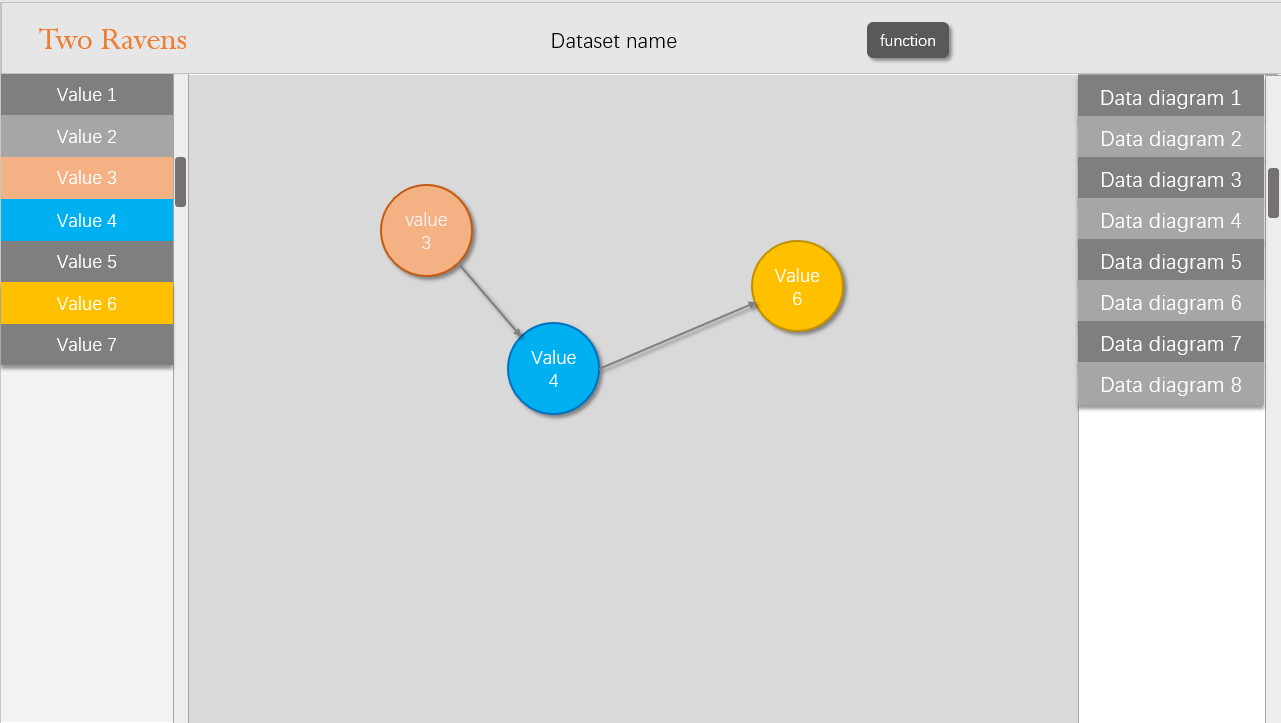 Two Ravens
Dataset name
function
Value 1
Value 2
Value 3
Value 4
Value 5
Value 6
Value 7
value
3
Value
4
Value
6
Data diagram 1
Data diagram 2
Data diagram 3
Data diagram 4
Data diagram 5
Data diagram 6
Data diagram 7
Data diagram 8